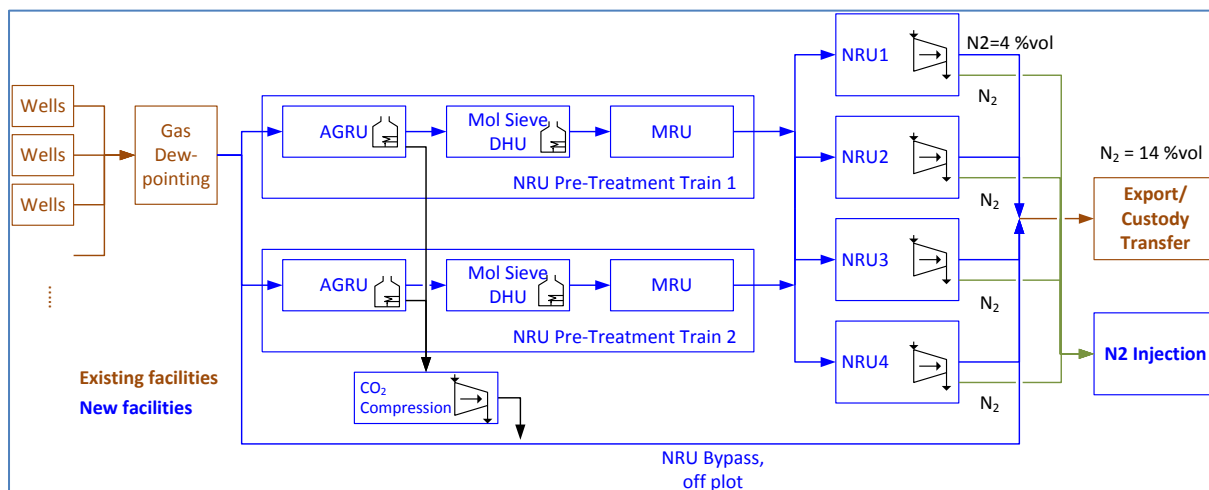 Wells
Wells
Wells
.....
Gas
Dew-
pointing
AGRU
Mol Sieve
DHU
MRU
NRU Pre-Treatment Train 1
AGRU
Mol Sieve
DHU
MRU
NRU Pre-Treatment Train 2
CO₂
Compression
NRU1
N2=4 %vol
N₂
NRU2
N₂
NRU3
N₂
NRU4
N₂
N₂ = 14 %vol
Export/
Custody
Transfer
N2 Injection
Existing facilities
New facilities
NRU Bypass,
off plot